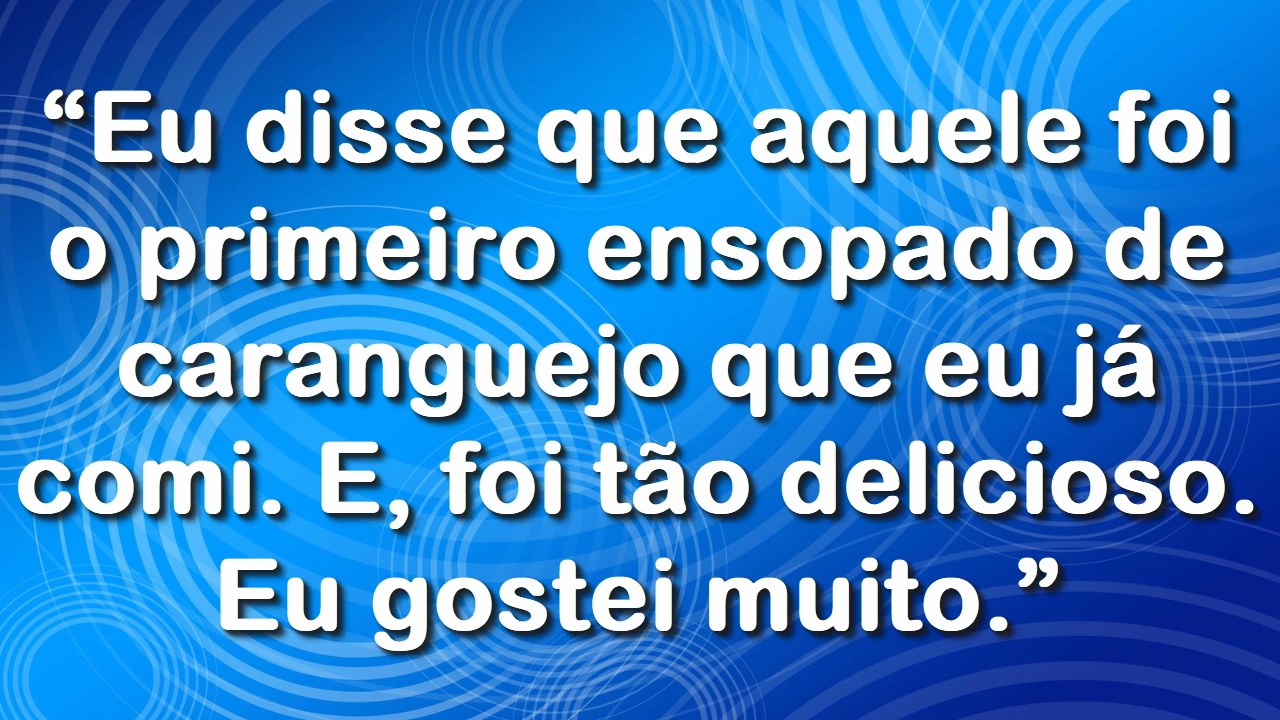 “Eu disse que aquele foi
o primeiro ensopado de
caranguejo que eu já
comi. E, foi tão delicioso.
Eu gostei muito.”